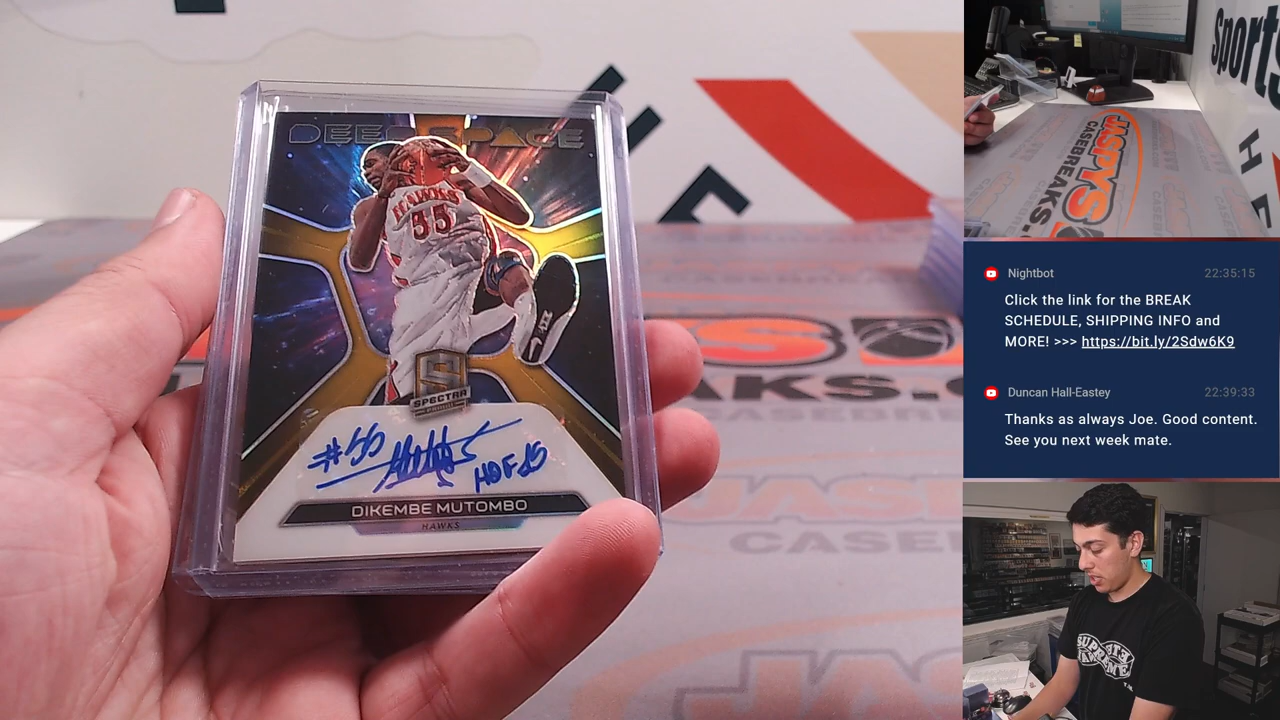 DEEP SPACE
HAWKS
55
SPECTRA
#55
HOF 15
DIKEMBE MUTOMBO
HAWKS
Sports
JASPYS
CASEBREAKS.COM
Nightbot 22:35:15
Click the link for the BREAK
SCHEDULE, SHIPPING INFO and
MORE! >>> https://bit.ly/2Sdw6K9
Duncan Hall-Eastey 22:39:33
Thanks as always Joe. Good content.
See you next week mate.